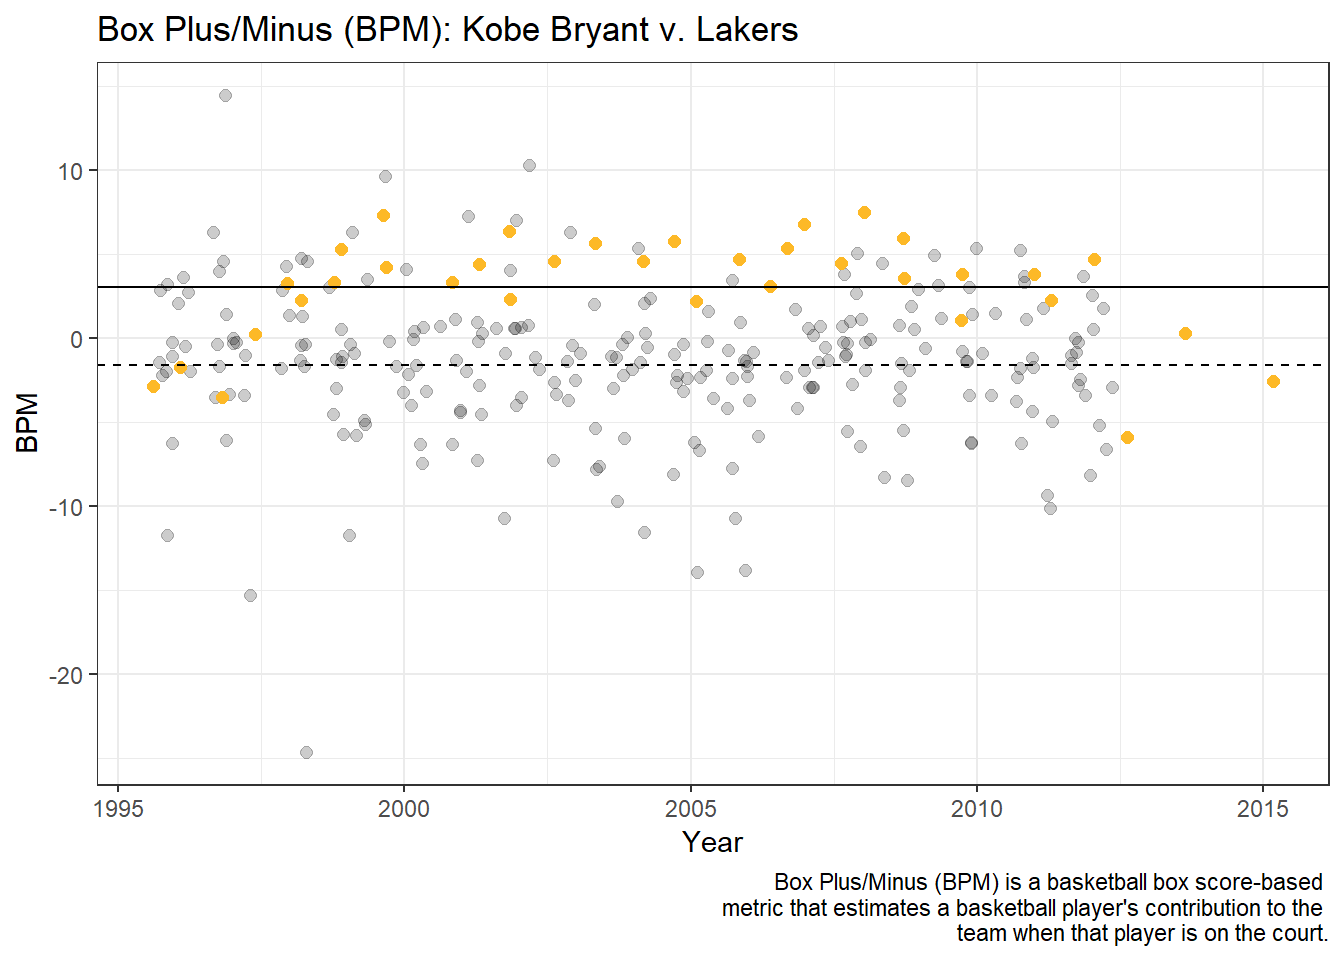 Box Plus/Minus (BPM): Kobe Bryant v. Lakers
10
0
-10
-20
BPM
1995
2000
2005
2010
2015
Year
Box Plus/Minus (BPM) is a basketball box score-based
metric that estimates a basketball player's contribution to the
team when that player is on the court.